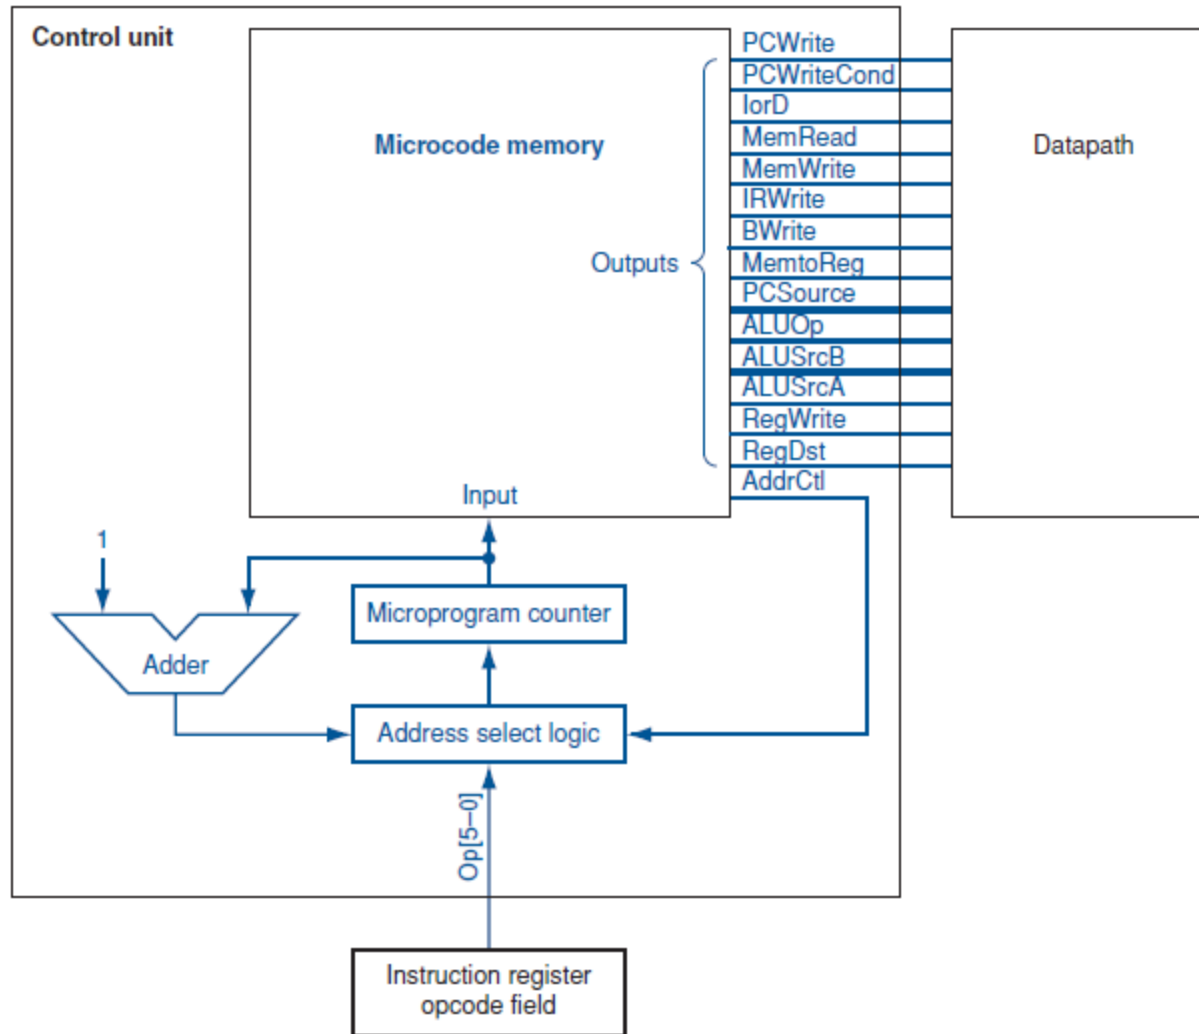 Control unit
Microcode memory
Outputs
Input
PCWrite
PCWriteCond
IorD
MemRead
MemWrite
IRWrite
BWrite
MemtoReg
PCSource
ALUOp
ALUSrcB
ALUSrcA
RegWrite
RegDst
AddrCtl
Datapath
1
Adder
Microprogram counter
Address select logic
Op[5–0]
Instruction register
opcode field